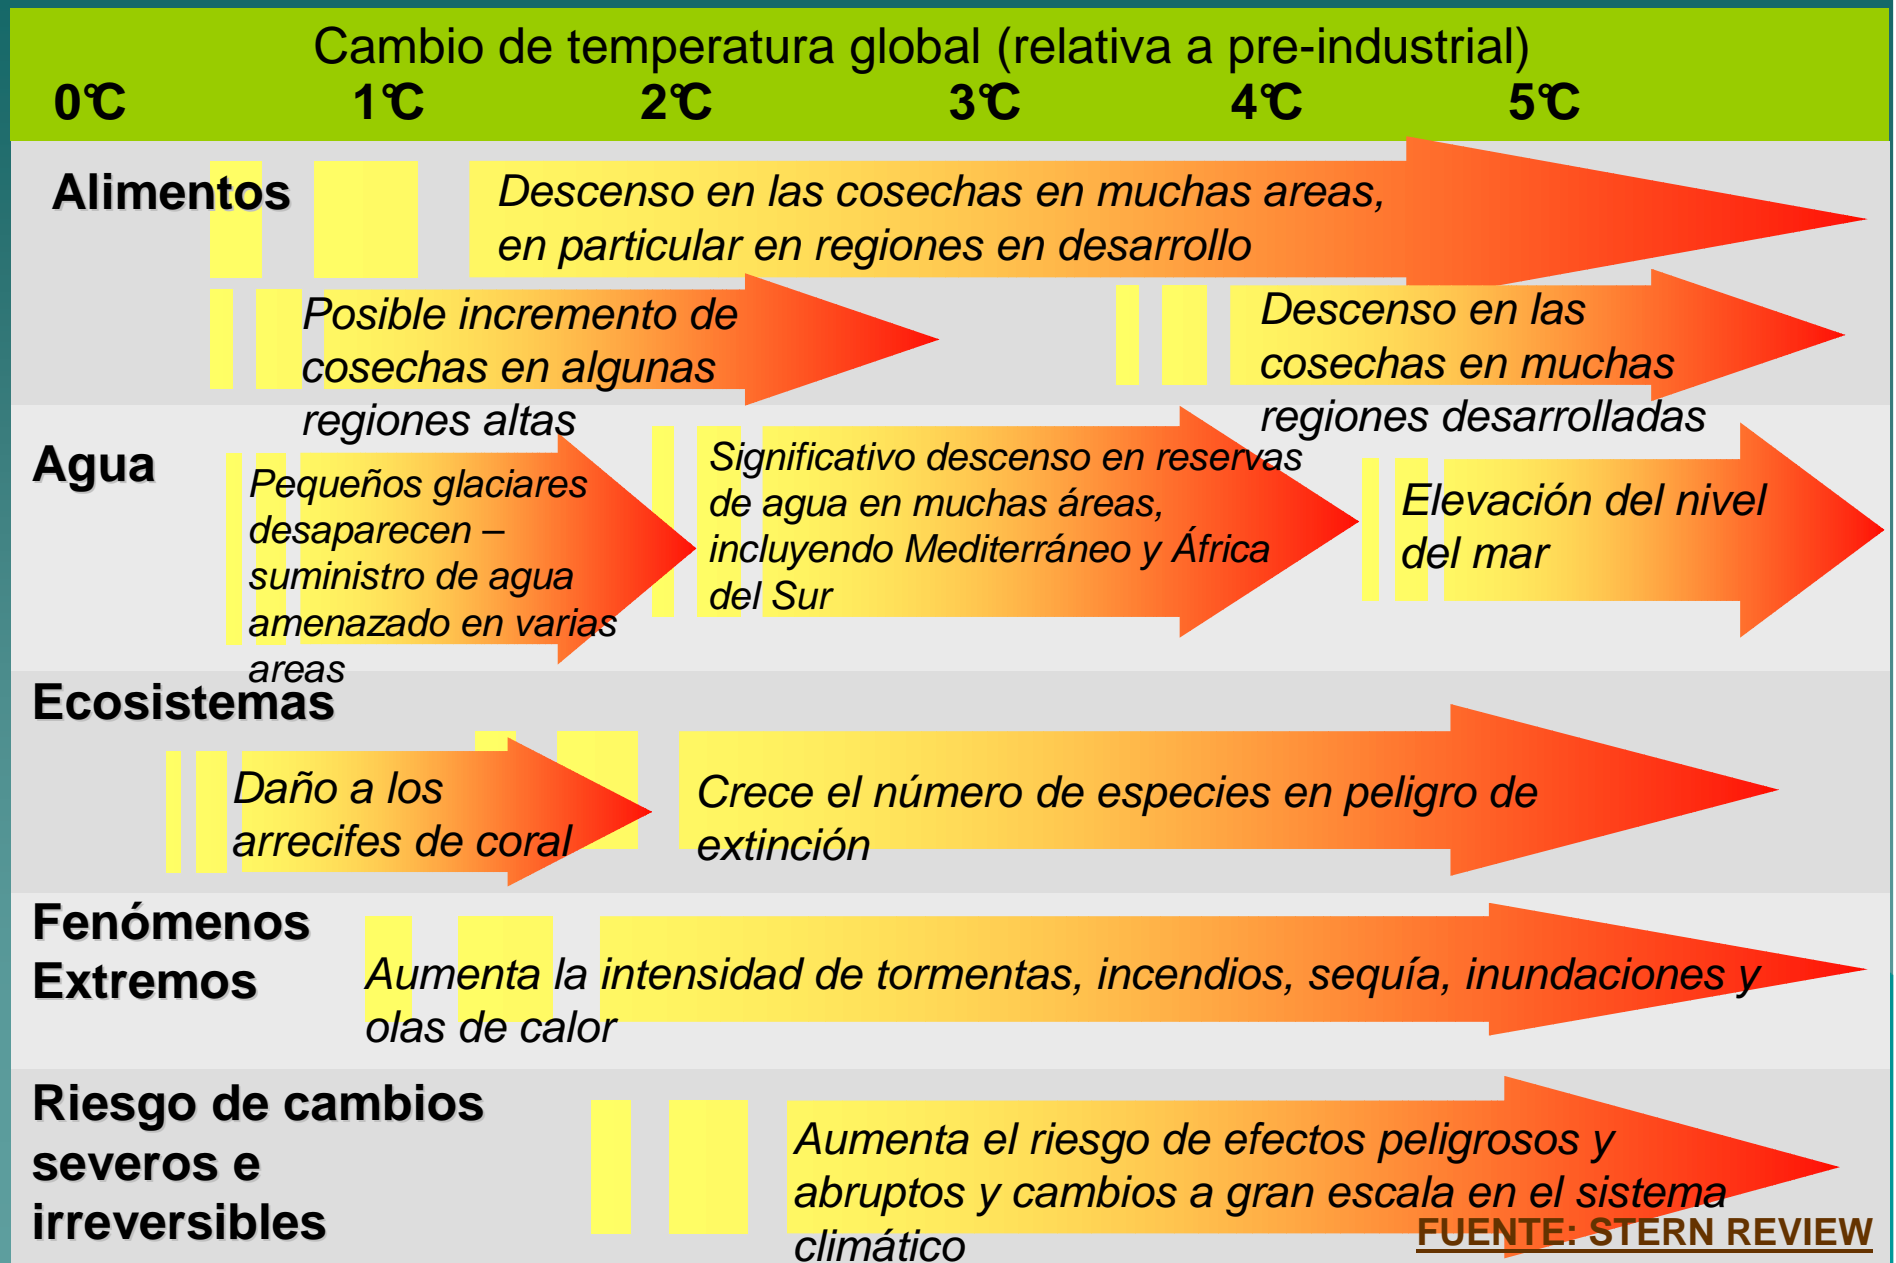 Cambio de temperatura global (relativa a pre-industrial)
0°C 1°C 2°C 3°C 4°C 5°C
Alimentos
Descenso en las cosechas en muchas areas,
en particular en regiones en desarrollo
Posible incremento de
cosechas en algunas
regiones altas
Descenso en las
cosechas en muchas
regiones desarrolladas
Agua
Pequeños glaciares
desaparecen –
suministro de agua
amenazado en varias
areas
Significativo descenso en reservas
de agua en muchas áreas,
incluyendo Mediterráneo y África
del Sur
Elevación del nivel
del mar
Ecosistemas
Daño a los
arrecifes de coral
Crece el número de especies en peligro de
extinción
Fenómenos
Extremos
Aumenta la intensidad de tormentas, incendios, sequía, inundaciones y
olas de calor
Riesgo de cambios
severos e
irreversibles
Aumenta el riesgo de efectos peligrosos y
abruptos y cambios a gran escala en el sistema
climático
FUENTE: STERN REVIEW